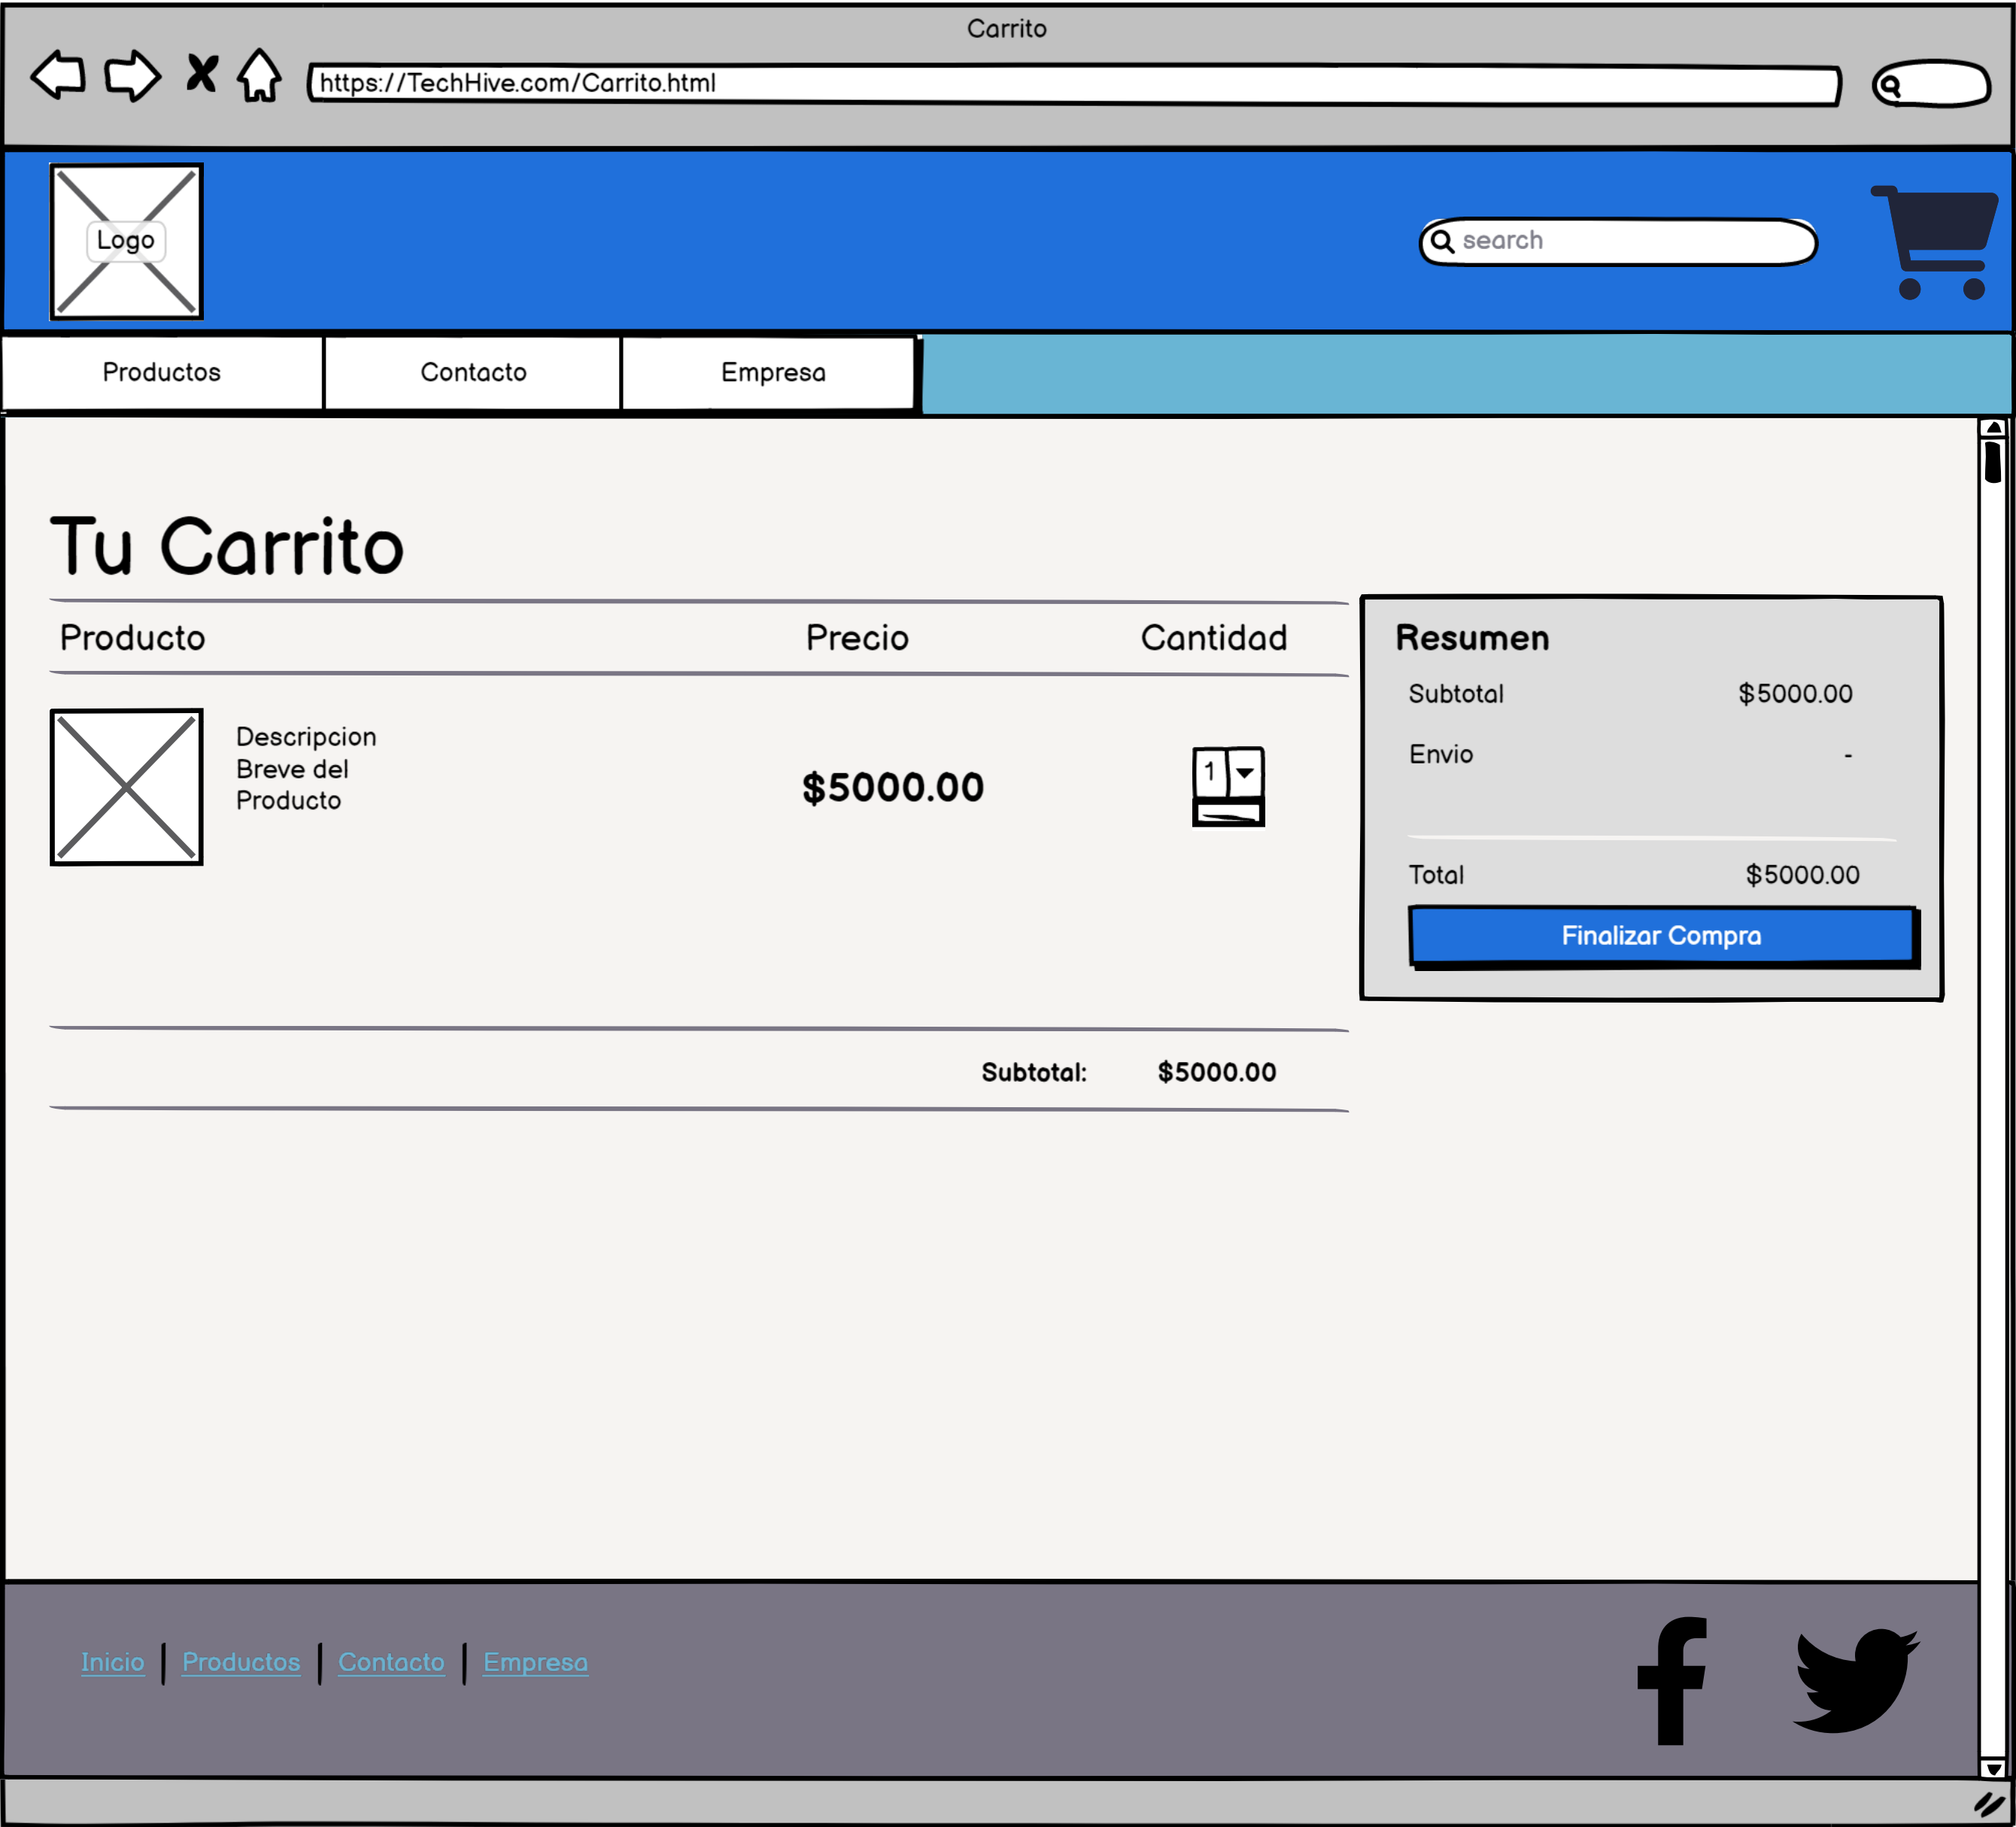 Carrito
https://TechHive.com/Carrito.html
Logo
search
Productos Contacto Empresa
Tu Carrito
Producto Precio Cantidad
Descripcion
Breve del
Producto
$5000.00
1
Subtotal: $5000.00
Resumen
Subtotal $5000.00
Envio -
Total $5000.00
Finalizar Compra
Inicio Productos Contacto Empresa